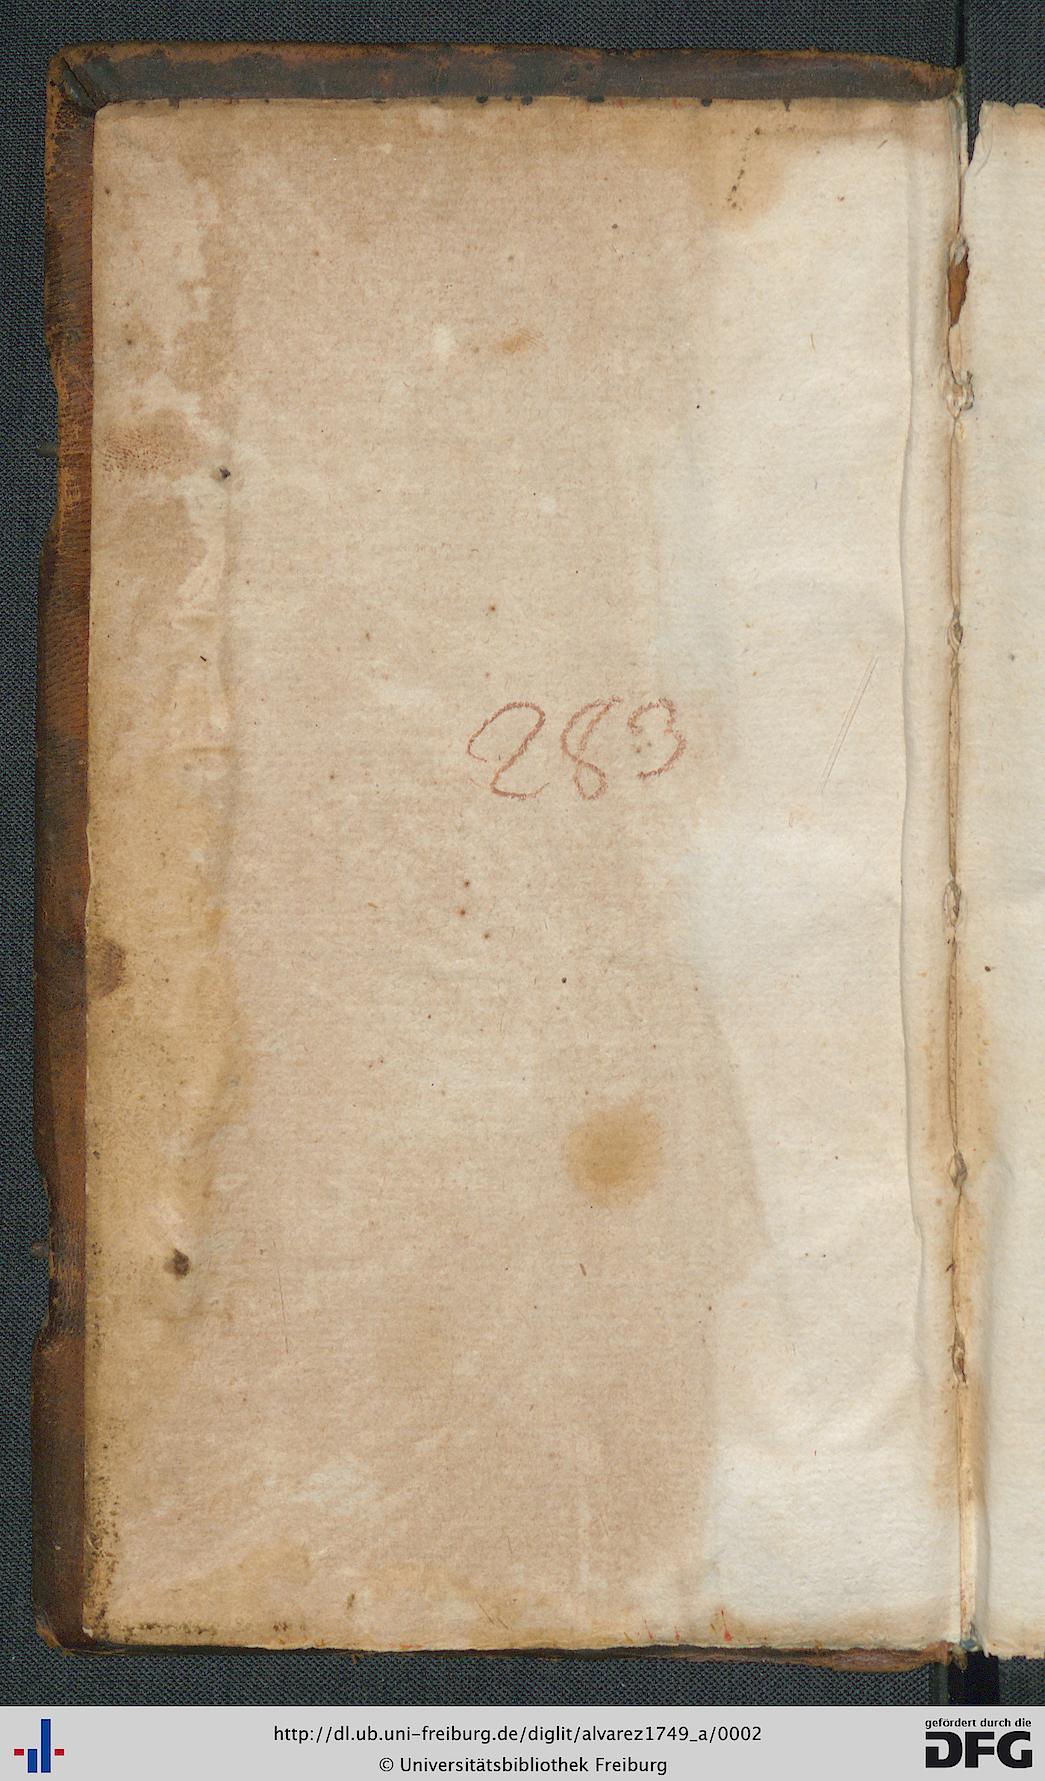 283
http://dl.ub.uni-freiburg.de/diglit/alvarez1749_a/0002
© Universitätsbibliothek Freiburg
gefördert durch die
DFG